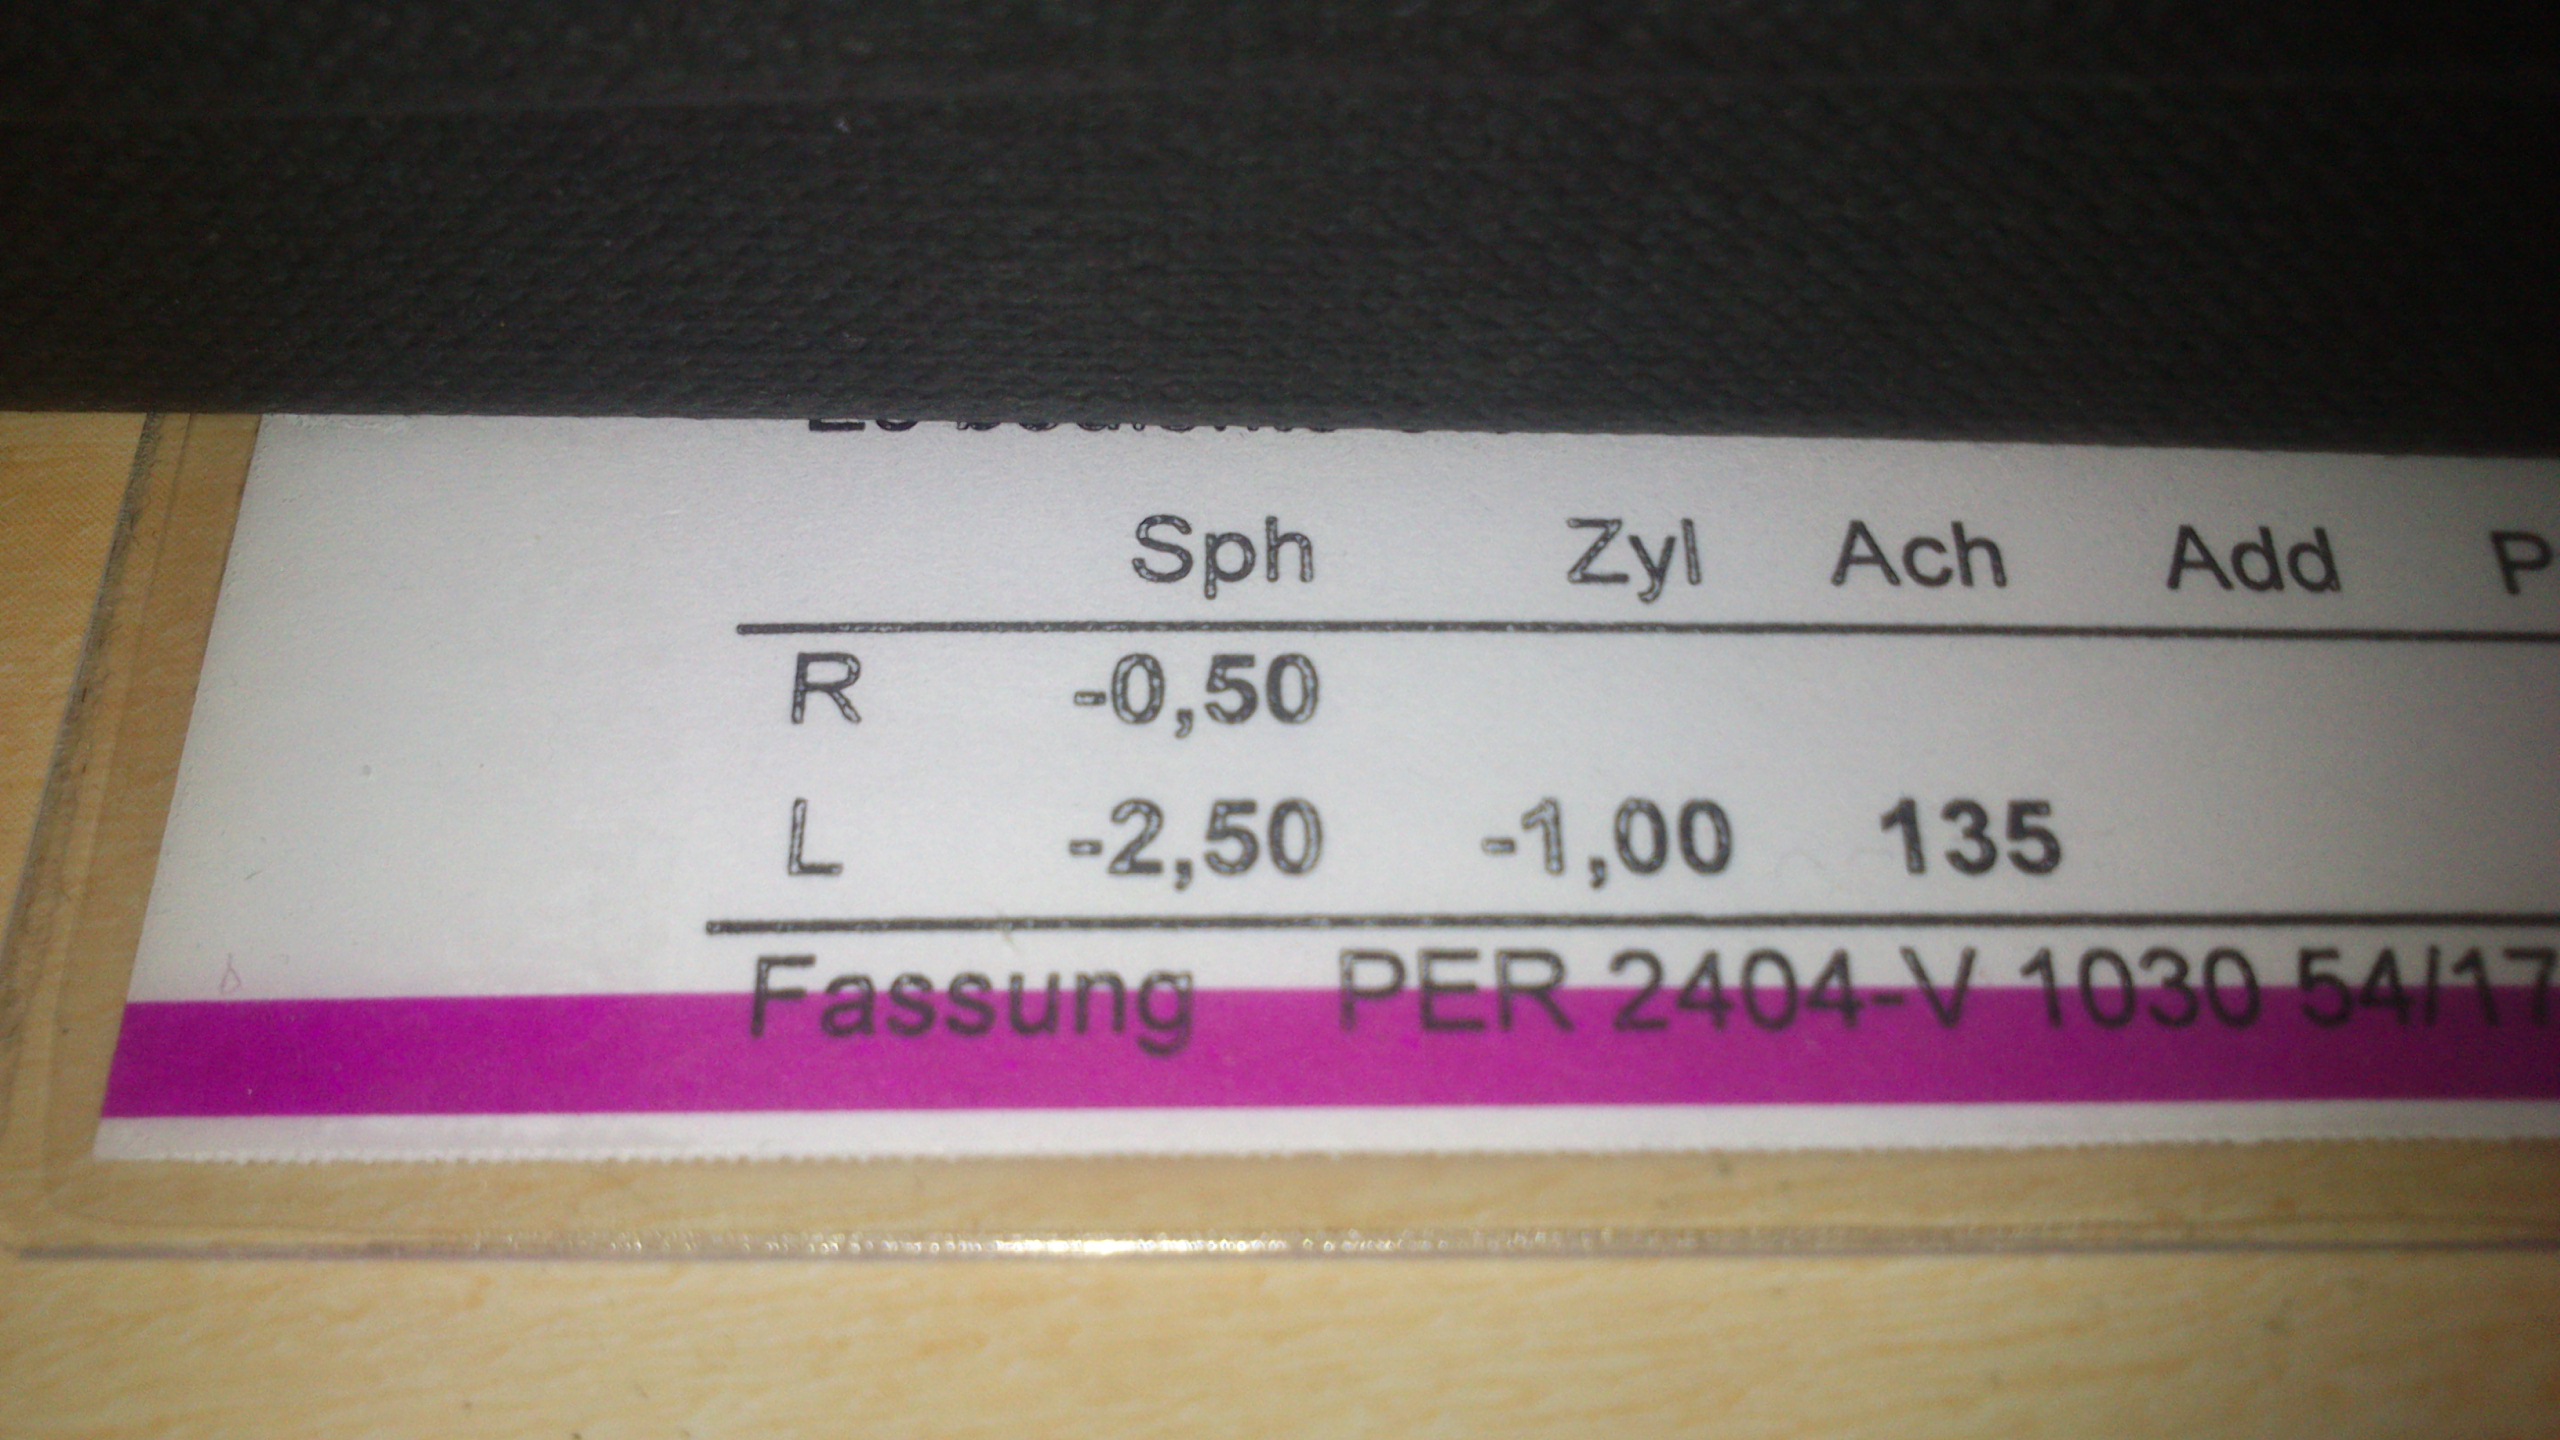 Sph Zyl Ach Add P
R -0,50
L -2,50 -1,00 135
Fassung PER 2404-V 1030 54/17